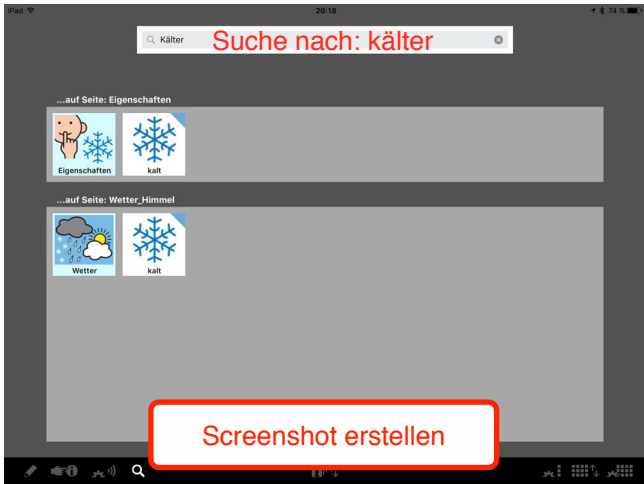 iPad
20:18
74 %
Kälter
Suche nach: kälter
...auf Seite: Eigenschaften
Eigenschaften
kalt
...auf Seite: Wetter_Himmel
Wetter
kalt
Screenshot erstellen